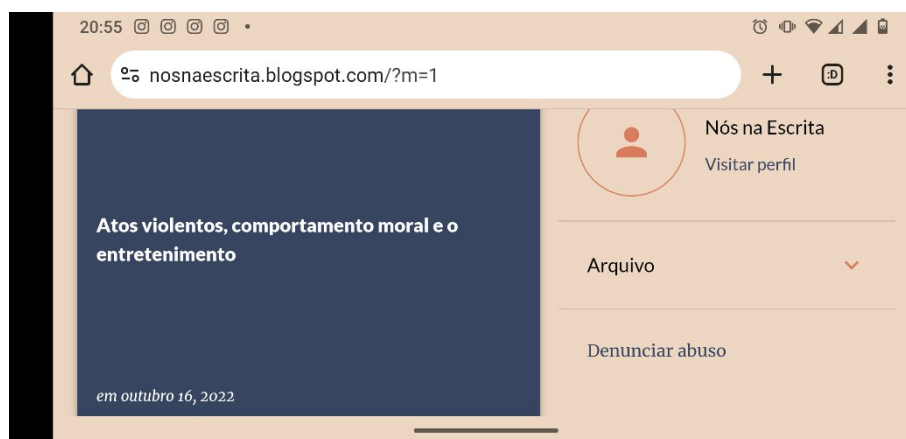 20:55
nosnaescrita.blogspot.com/?m=1
:D
Nós na Escrita
Visitar perfil
Atos violentos, comportamento moral e o
entretenimento
Arquivo
Denunciar abuso
em outubro 16, 2022